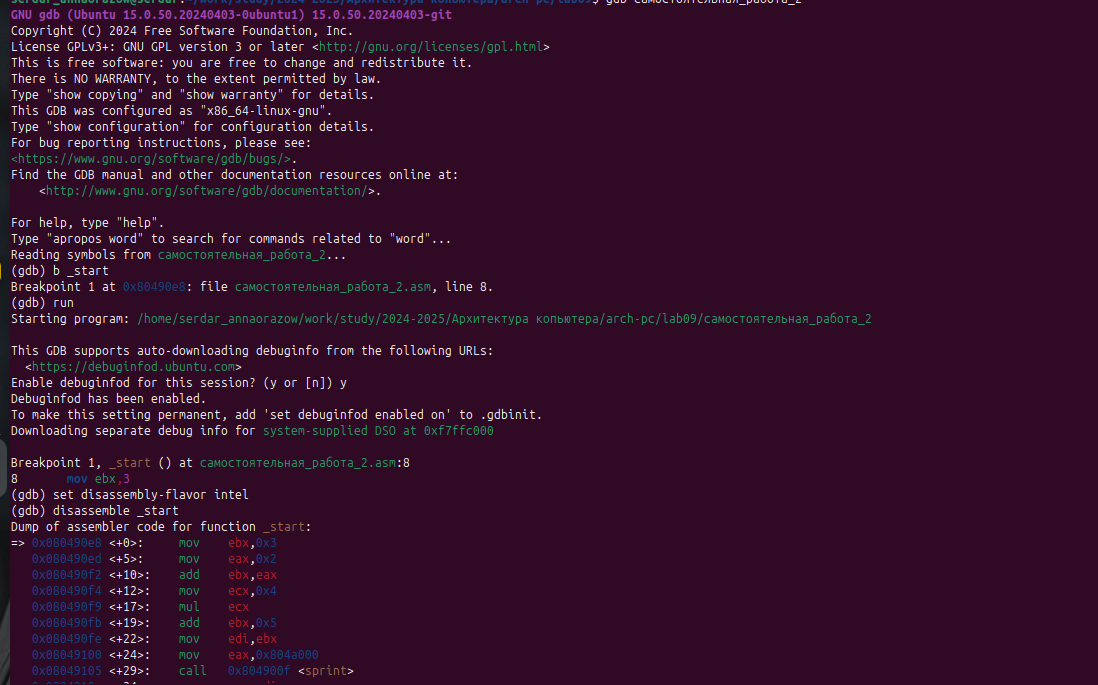 serdar_annaorazow@serdar:~/work/study/2024-2025/Архитектура копьютера/arch-pc/lab09$ gdb самостоятельная_работа_2
GNU gdb (Ubuntu 15.0.50.20240403-0ubuntu1) 15.0.50.20240403-git
Copyright (C) 2024 Free Software Foundation, Inc.
License GPLv3+: GNU GPL version 3 or later <http://gnu.org/licenses/gpl.html>
This is free software: you are free to change and redistribute it.
There is NO WARRANTY, to the extent permitted by law.
Type "show copying" and "show warranty" for details.
This GDB was configured as "x86_64-linux-gnu".
Type "show configuration" for configuration details.
For bug reporting instructions, please see:
<https://www.gnu.org/software/gdb/bugs/>.
Find the GDB manual and other documentation resources online at:
    <http://www.gnu.org/software/gdb/documentation/>.

For help, type "help".
Type "apropos word" to search for commands related to "word"...
Reading symbols from самостоятельная_работа_2...
(gdb) b _start
Breakpoint 1 at 0x80490e8: file самостоятельная_работа_2.asm, line 8.
(gdb) run
Starting program: /home/serdar_annaorazow/work/study/2024-2025/Архитектура копьютера/arch-pc/lab09/самостоятельная_работа_2

This GDB supports auto-downloading debuginfo from the following URLs:
  <https://debuginfod.ubuntu.com>
Enable debuginfod for this session? (y or [n]) y
Debuginfod has been enabled.
To make this setting permanent, add 'set debuginfod enabled on' to .gdbinit.
Downloading separate debug info for system-supplied DSO at 0xf7ffc000

Breakpoint 1, _start () at самостоятельная_работа_2.asm:8
8       mov ebx,3
(gdb) set disassembly-flavor intel
(gdb) disassemble _start
Dump of assembler code for function _start:
=> 0x080490e8 <+0>:     mov    ebx,0x3
   0x080490ed <+5>:     mov    eax,0x2
   0x080490f2 <+10>:    add    ebx,eax
   0x080490f4 <+12>:    mov    ecx,0x4
   0x080490f9 <+17>:    mul    ecx
   0x080490fb <+19>:    add    ebx,0x5
   0x080490fe <+22>:    mov    edi,ebx
   0x08049100 <+24>:    mov    eax,0x804a000
   0x08049105 <+29>:    call   0x804900f <sprint>